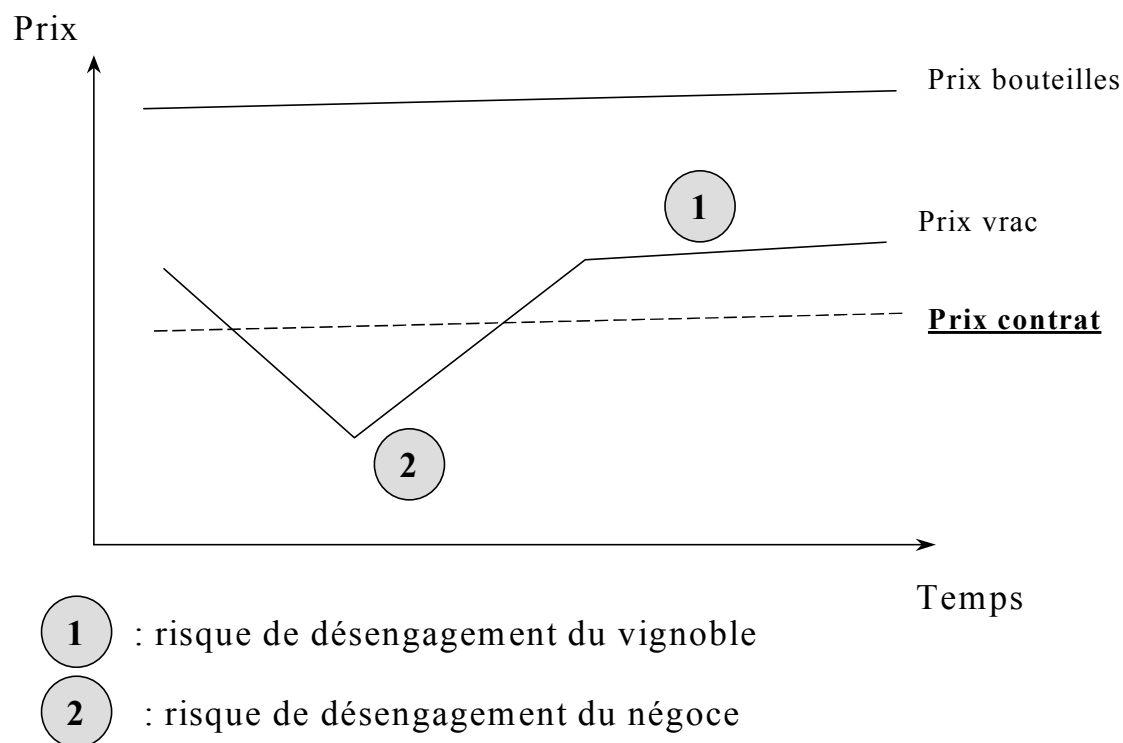 Prix
Prix bouteilles
1
Prix vrac
Prix contrat
2
Temps
1 : risque de désengagement du vignoble
2 : risque de désengagement du négoce